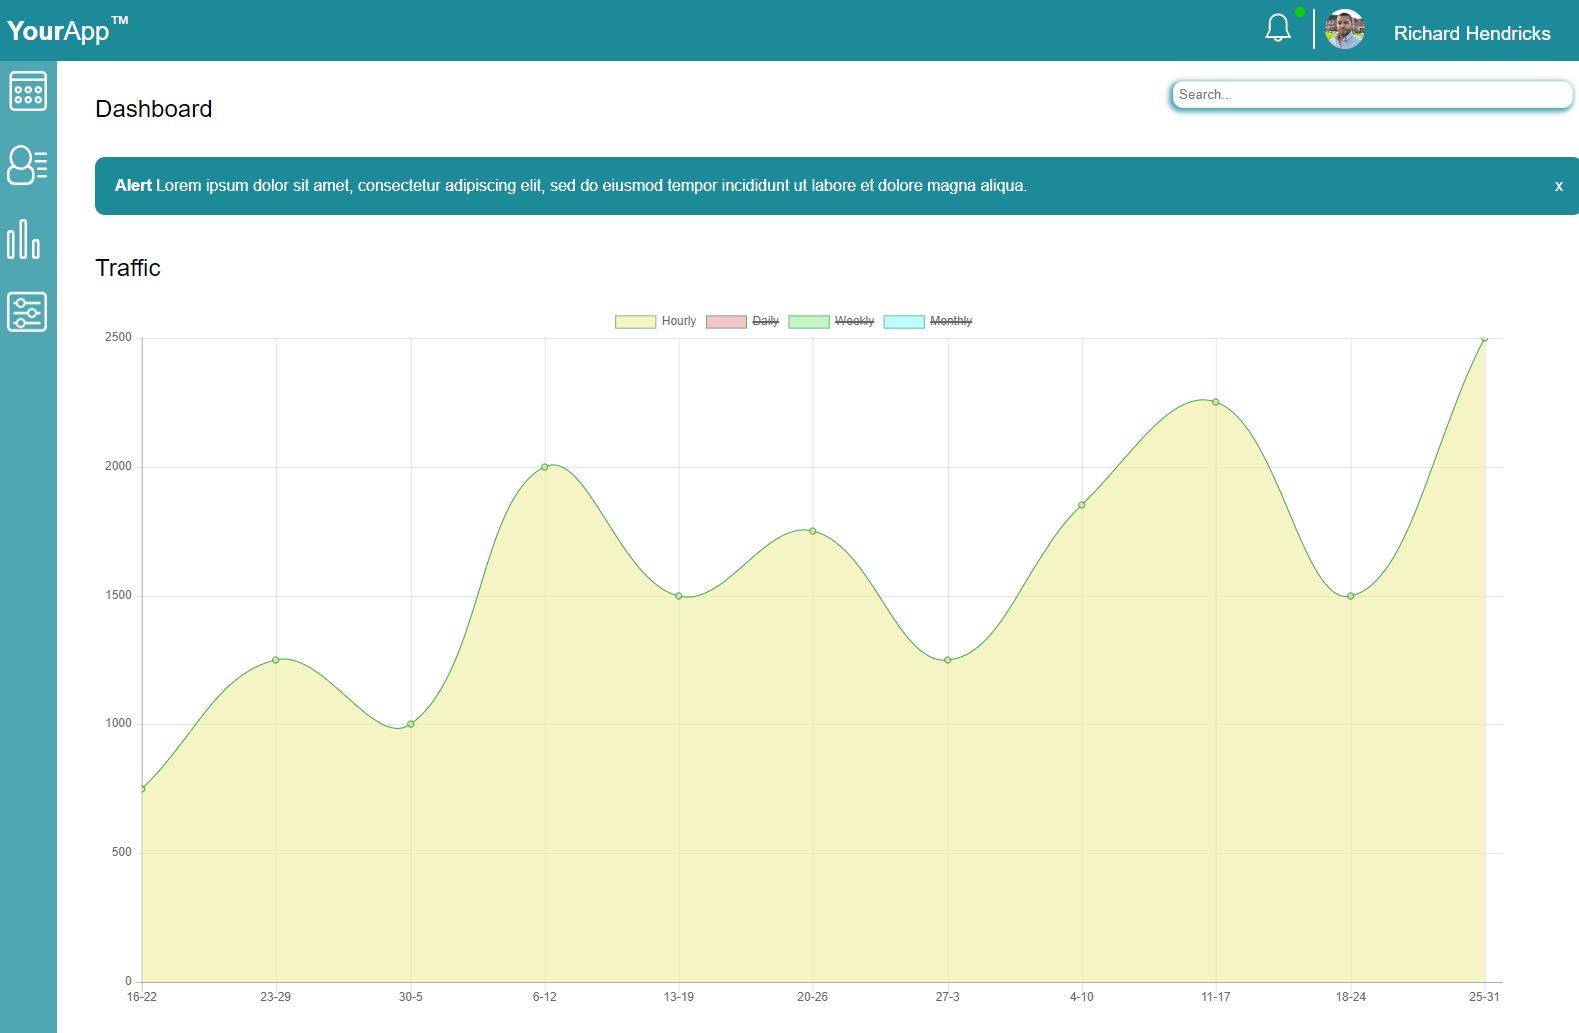 YourApp™
Richard Hendricks
Search...
Dashboard
Alert Lorem ipsum dolor sit amet, consectetur adipiscing elit, sed do eiusmod tempor incididunt ut labore et dolore magna aliqua. x
Traffic
Hourly Daily Weekly Monthly
2500
2000
1500
1000
500
0
16-22 23-29 30-5 6-12 13-19 20-26 27-3 4-10 11-17 18-24 25-31